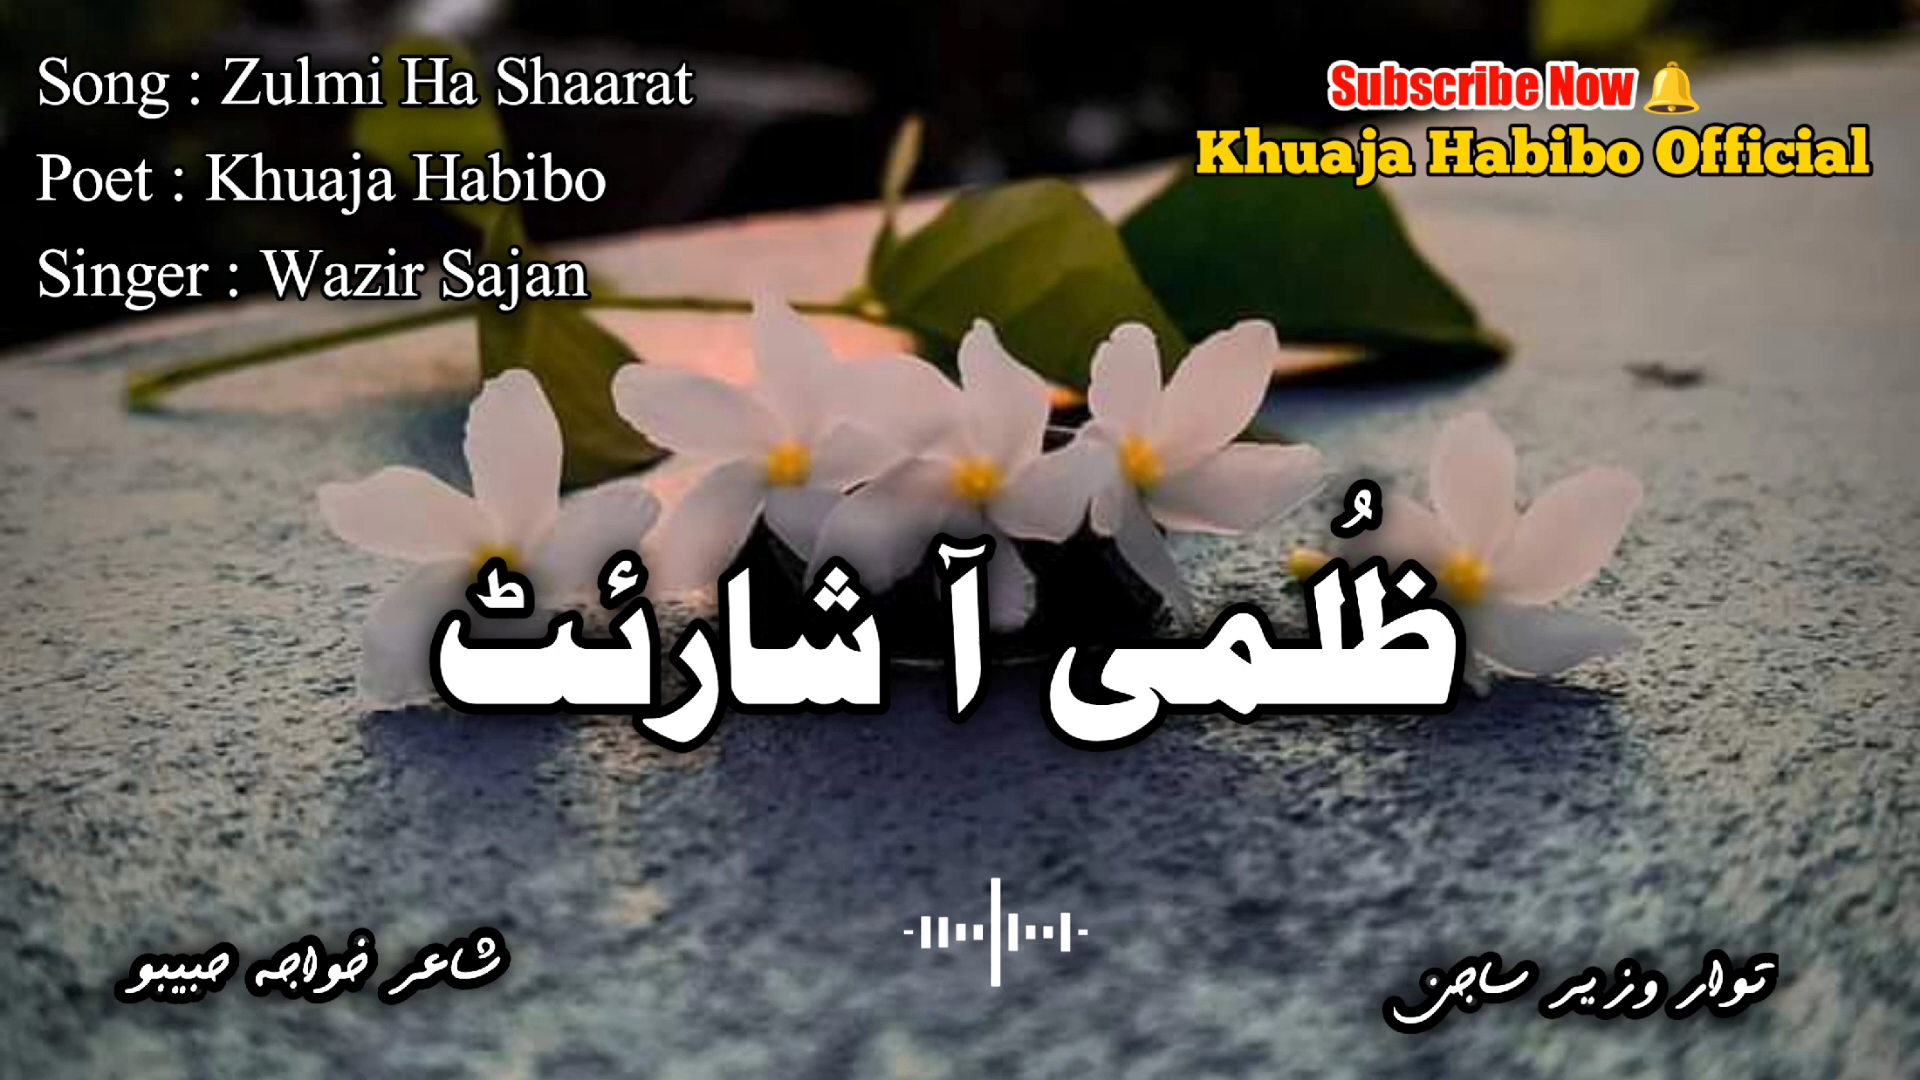 Song : Zulmi Ha Shaarat
Poet : Khuaja Habibo
Singer : Wazir Sajan
Subscribe Now
Khuaja Habibo Official
ظُلمی آ شارئٹ
شاعر خواجہ حبیبو
توار وزیر ساجن